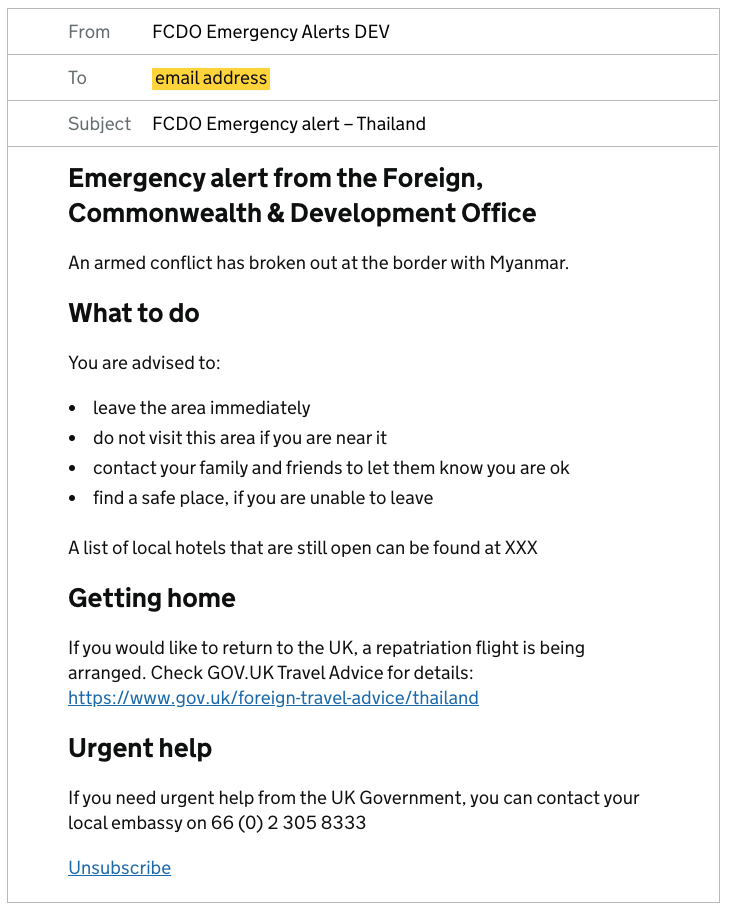 From FCDO Emergency Alerts DEV
To email address
Subject FCDO Emergency alert – Thailand
Emergency alert from the Foreign,
Commonwealth & Development Office
An armed conflict has broken out at the border with Myanmar.
What to do
You are advised to:
• leave the area immediately
• do not visit this area if you are near it
• contact your family and friends to let them know you are ok
• find a safe place, if you are unable to leave
A list of local hotels that are still open can be found at XXX
Getting home
If you would like to return to the UK, a repatriation flight is being
arranged. Check GOV.UK Travel Advice for details:
https://www.gov.uk/foreign-travel-advice/thailand
Urgent help
If you need urgent help from the UK Government, you can contact your
local embassy on 66 (0) 2 305 8333
Unsubscribe